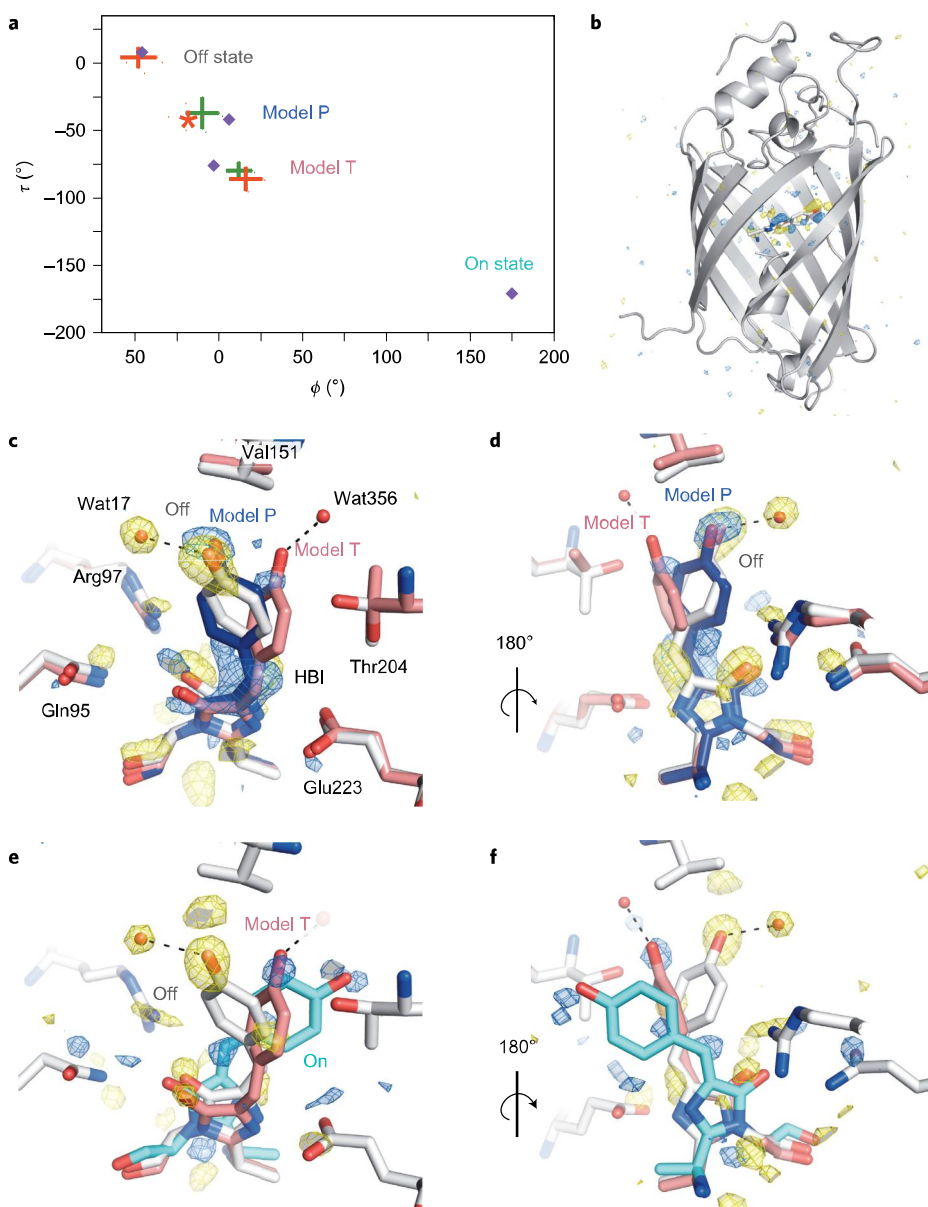 a
0
−50
−100
−150
−200
τ (°)
50
0
50
100
150
200
ϕ (°)
Off state
Model P
Model T
On state
b
c
Val151
Wat17
Off
Model P
Wat356
Model T
Arg97
Thr204
HBI
Gln95
Glu223
d
Model P
Model T
Off
180°
e
Model T
Off
On
f
180°